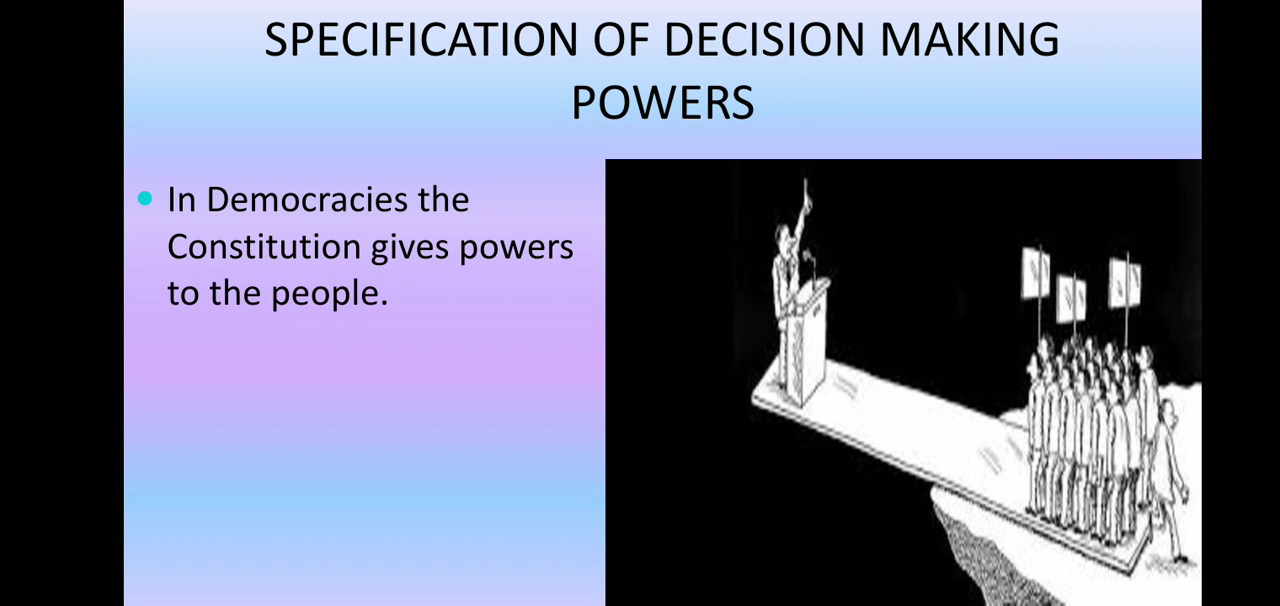 SPECIFICATION OF DECISION MAKING
POWERS
In Democracies the
Constitution gives powers
to the people.